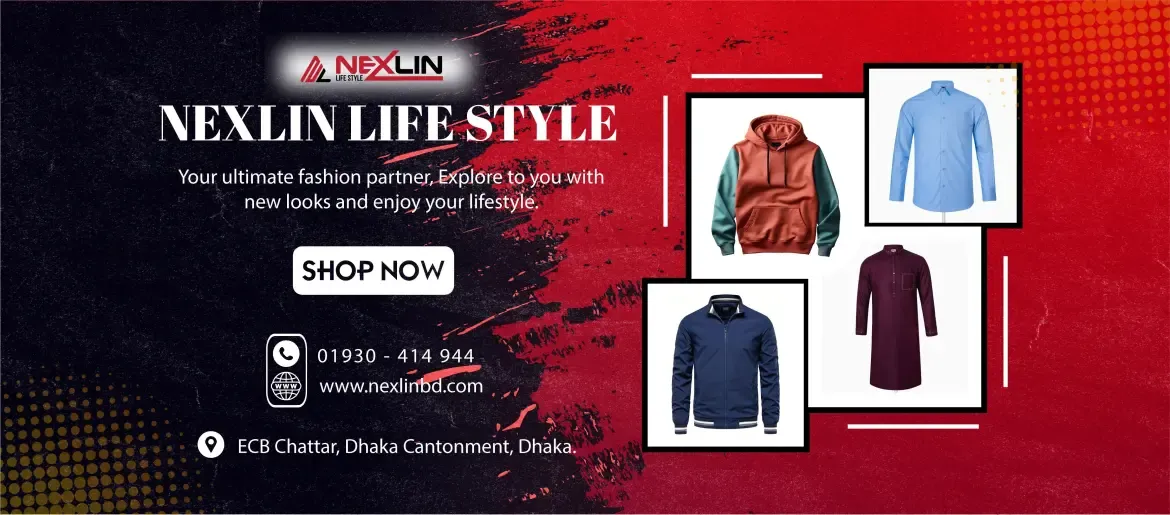 NEXLIN
LIFE STYLE
NEXLIN LIFE STYLE
Your ultimate fashion partner, Explore to you with
new looks and enjoy your lifestyle.
SHOP NOW
01930 - 414 944
www
www.nexlinbd.com
ECB Chattar, Dhaka Cantonment, Dhaka.